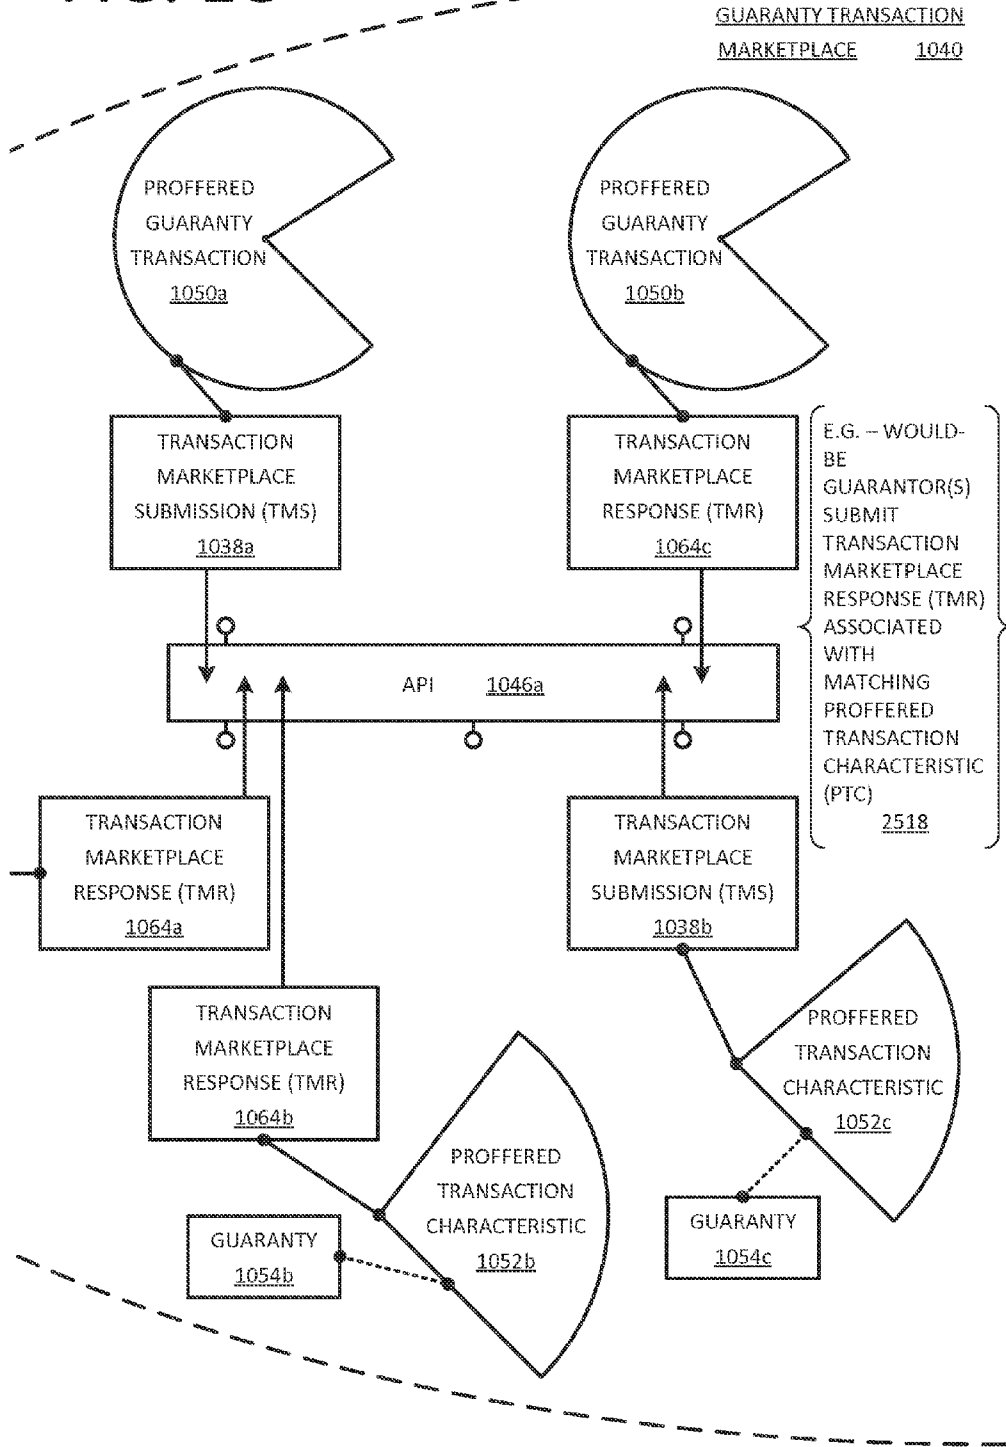 GUARANTY TRANSACTION
MARKETPLACE 1040
PROFFERED
GUARANTY
TRANSACTION
1050a
PROFFERED
GUARANTY
TRANSACTION
1050b
TRANSACTION
MARKETPLACE
SUBMISSION (TMS)
1038a
TRANSACTION
MARKETPLACE
RESPONSE (TMR)
1064c
E.G. – WOULD-
BE
GUARANTOR(S)
SUBMIT
TRANSACTION
MARKETPLACE
RESPONSE (TMR)
ASSOCIATED
WITH
MATCHING
PROFFERED
TRANSACTION
CHARACTERISTIC
(PTC)
2518
API 1046a
TRANSACTION
MARKETPLACE
RESPONSE (TMR)
1064a
TRANSACTION
MARKETPLACE
SUBMISSION (TMS)
1038b
TRANSACTION
MARKETPLACE
RESPONSE (TMR)
1064b
PROFFERED
TRANSACTION
CHARACTERISTIC
1052c
PROFFERED
TRANSACTION
CHARACTERISTIC
1052b
GUARANTY
1054c
GUARANTY
1054b